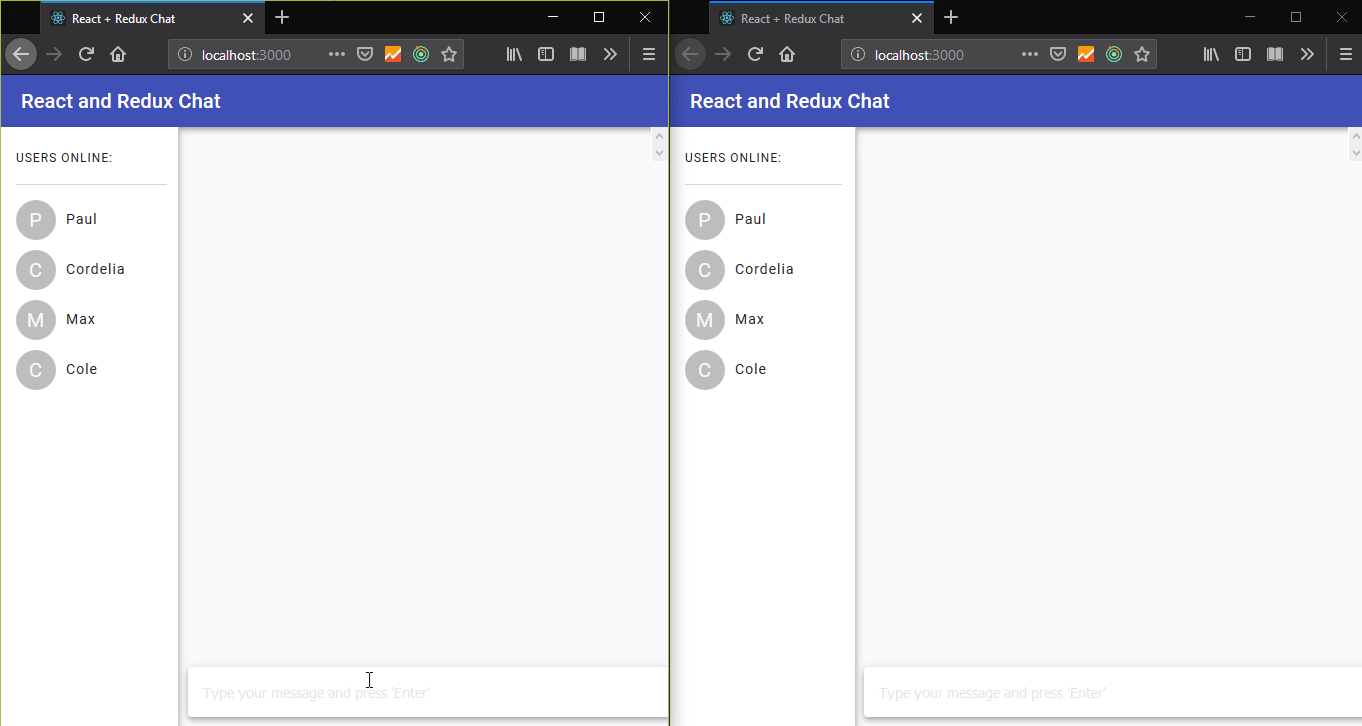 React + Redux Chat
localhost:3000
React and Redux Chat
USERS ONLINE:
P Paul
C Cordelia
M Max
C Cole
Type your message and press 'Enter'
React + Redux Chat
localhost:3000
React and Redux Chat
USERS ONLINE:
P Paul
C Cordelia
M Max
C Cole
Type your message and press 'Enter'